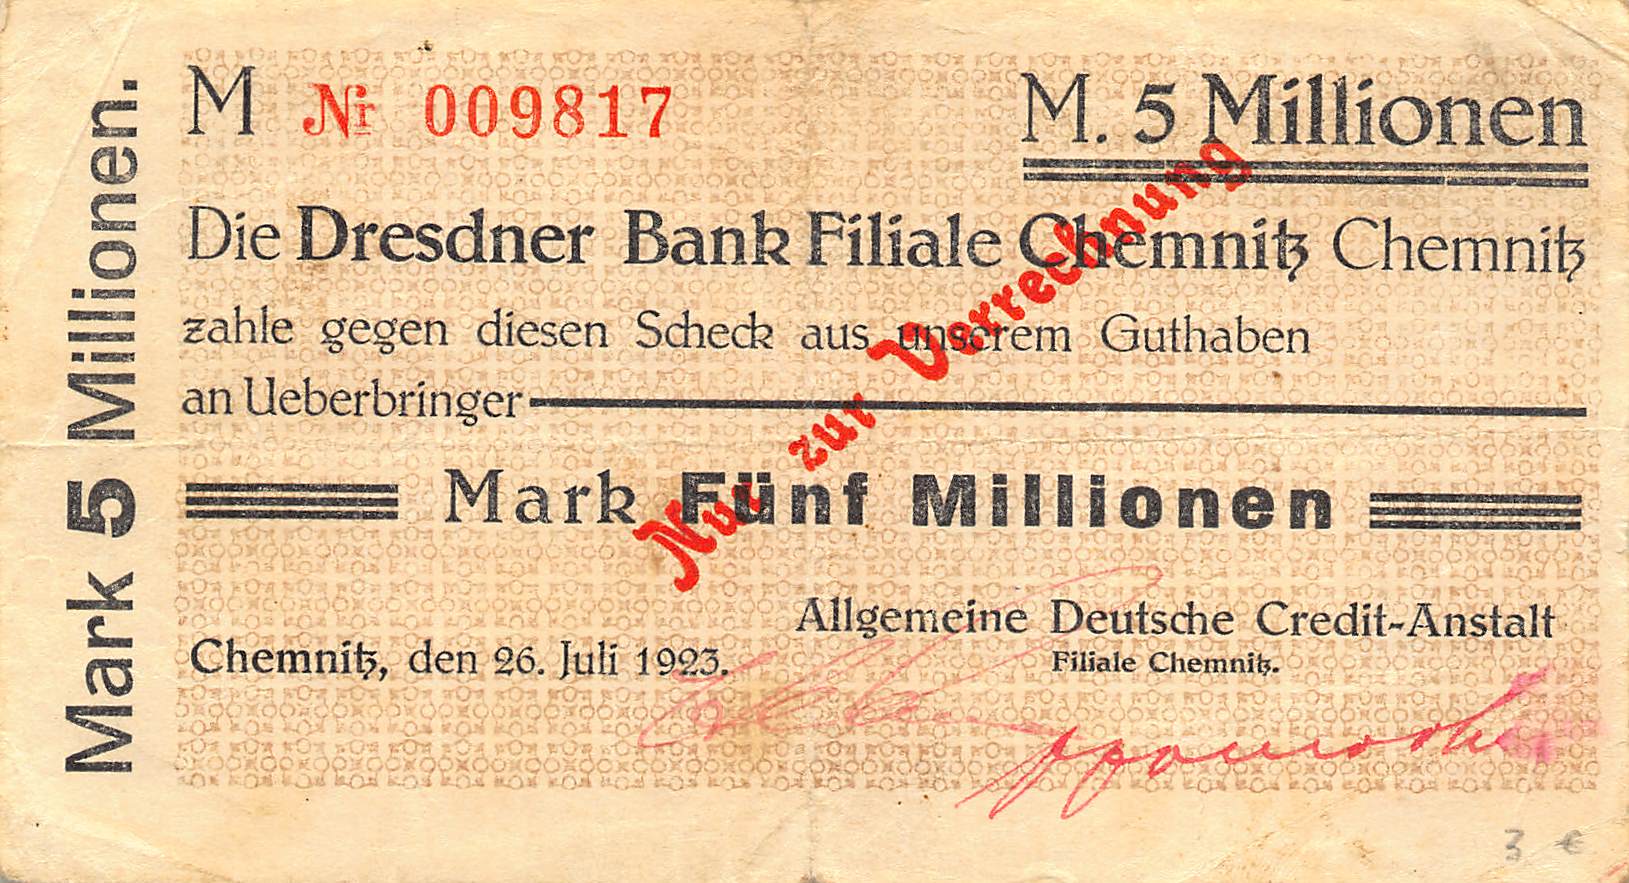 Mark 5 Millionen.
M Nr 009817
M. 5 Millionen
Die Dresdner Bank Filiale Chemnitz Chemnitz
zahle gegen diesen Scheck aus unserem Guthaben
an Ueberbringer
Mark Fünf Millionen
Nur zur Verrechnung
Allgemeine Deutsche Credit-Anstalt
Filiale Chemnitz.
Chemnitz, den 26. Juli 1923.
3 €